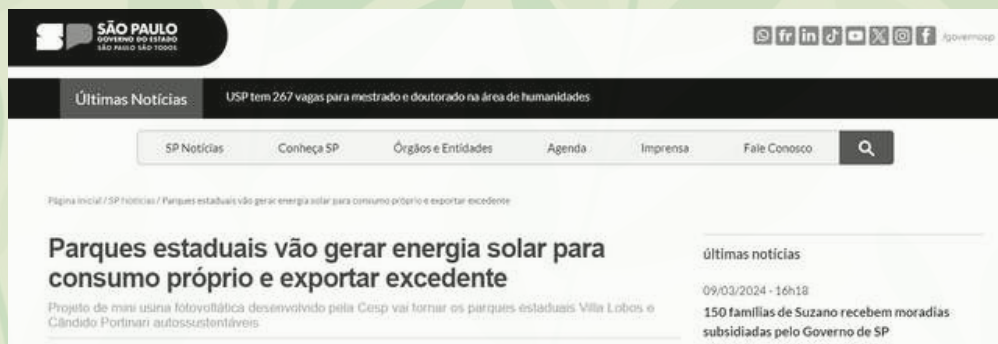 SÃO PAULO
GOVERNO DO ESTADO
SÃO PAULO SÃO TODOS
/governosp
Últimas Notícias
USP tem 267 vagas para mestrado e doutorado na área de humanidades
SP Notícias Conheça SP Órgãos e Entidades Agenda Imprensa Fale Conosco
Página inicial / SP Notícias / Parques estaduais vão gerar energia solar para consumo próprio e exportar excedente
Parques estaduais vão gerar energia solar para
consumo próprio e exportar excedente
Projeto de mini usina fotovoltática desenvolvido pela Cesp vai tornar os parques estaduais Villa Lobos e
Cândido Portinari autossustentáveis
últimas notícias
09/03/2024 - 16h18
150 famílias de Suzano recebem moradias
subsidiadas pelo Governo de SP